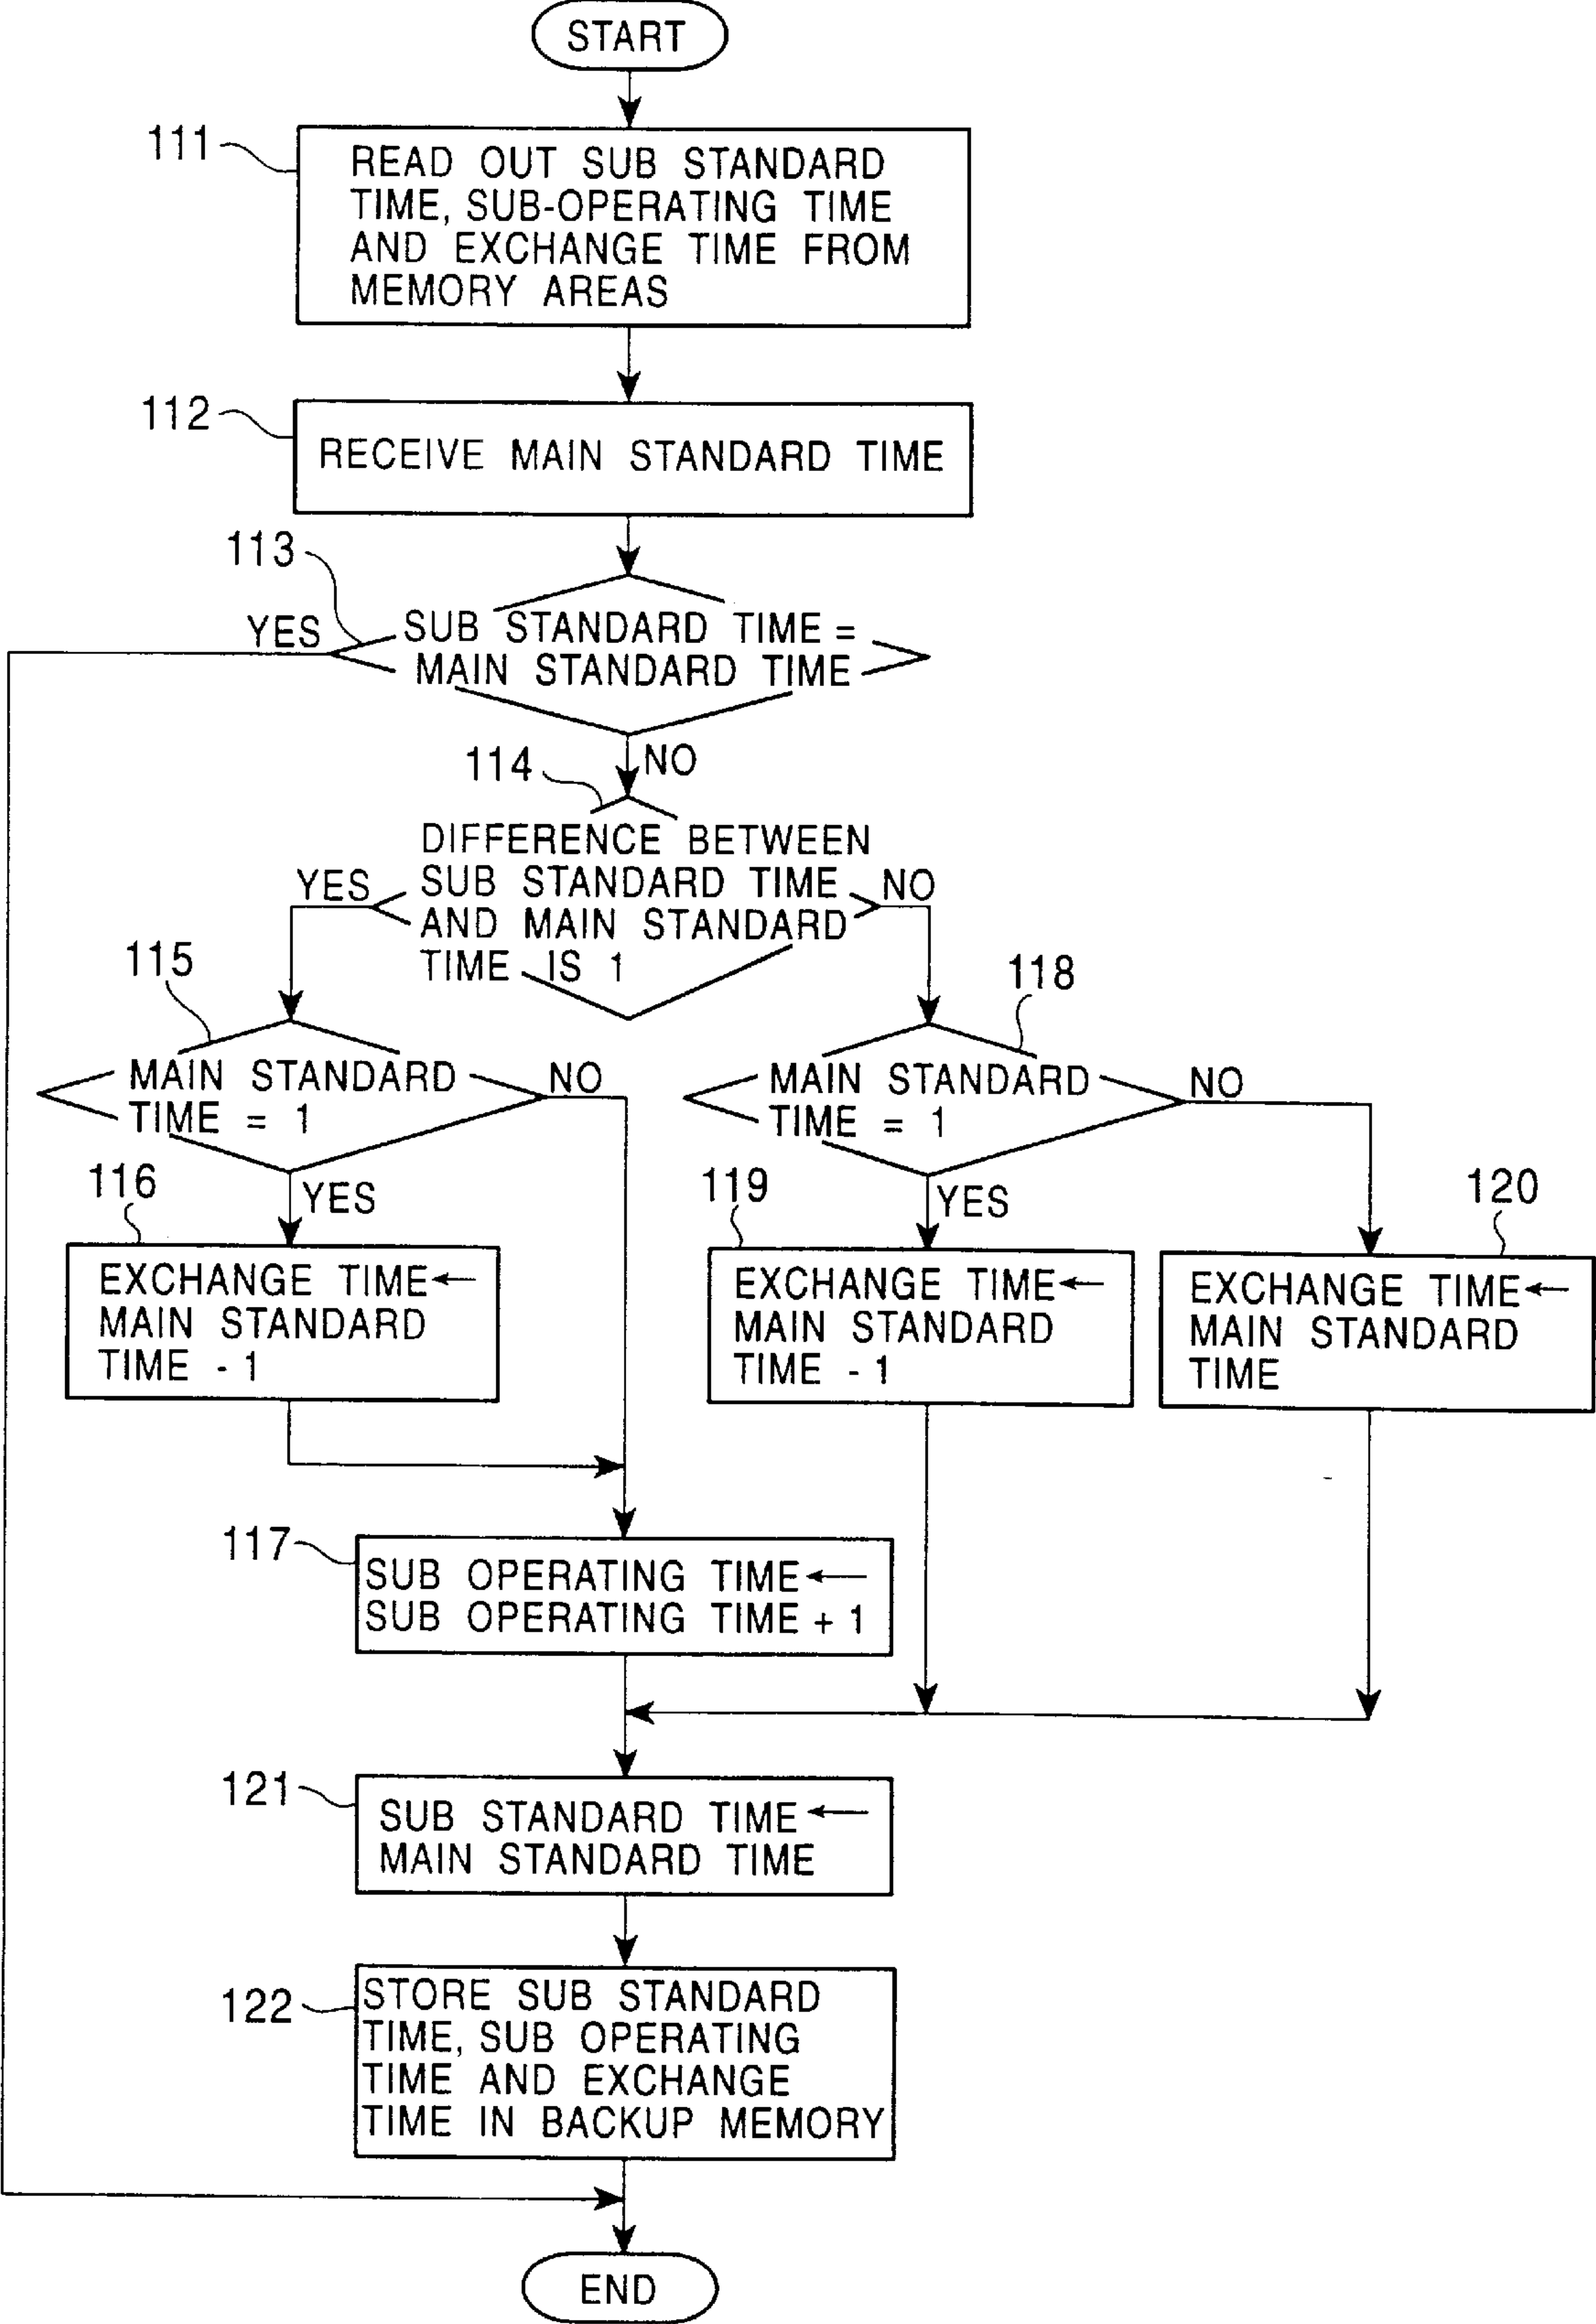 START
111
READ OUT SUB STANDARD
TIME, SUB-OPERATING TIME
AND EXCHANGE TIME FROM
MEMORY AREAS
112
RECEIVE MAIN STANDARD TIME
113
YES
SUB STANDARD TIME =
MAIN STANDARD TIME
NO
114
DIFFERENCE BETWEEN
SUB STANDARD TIME
AND MAIN STANDARD
TIME IS 1
YES
NO
115
MAIN STANDARD
TIME = 1
NO
YES
118
MAIN STANDARD
TIME = 1
NO
YES
116
EXCHANGE TIME←
MAIN STANDARD
TIME - 1
119
EXCHANGE TIME←
MAIN STANDARD
TIME - 1
120
EXCHANGE TIME←
MAIN STANDARD
TIME
117
SUB OPERATING TIME←
SUB OPERATING TIME + 1
121
SUB STANDARD TIME←
MAIN STANDARD TIME
122
STORE SUB STANDARD
TIME, SUB OPERATING
TIME AND EXCHANGE
TIME IN BACKUP MEMORY
END